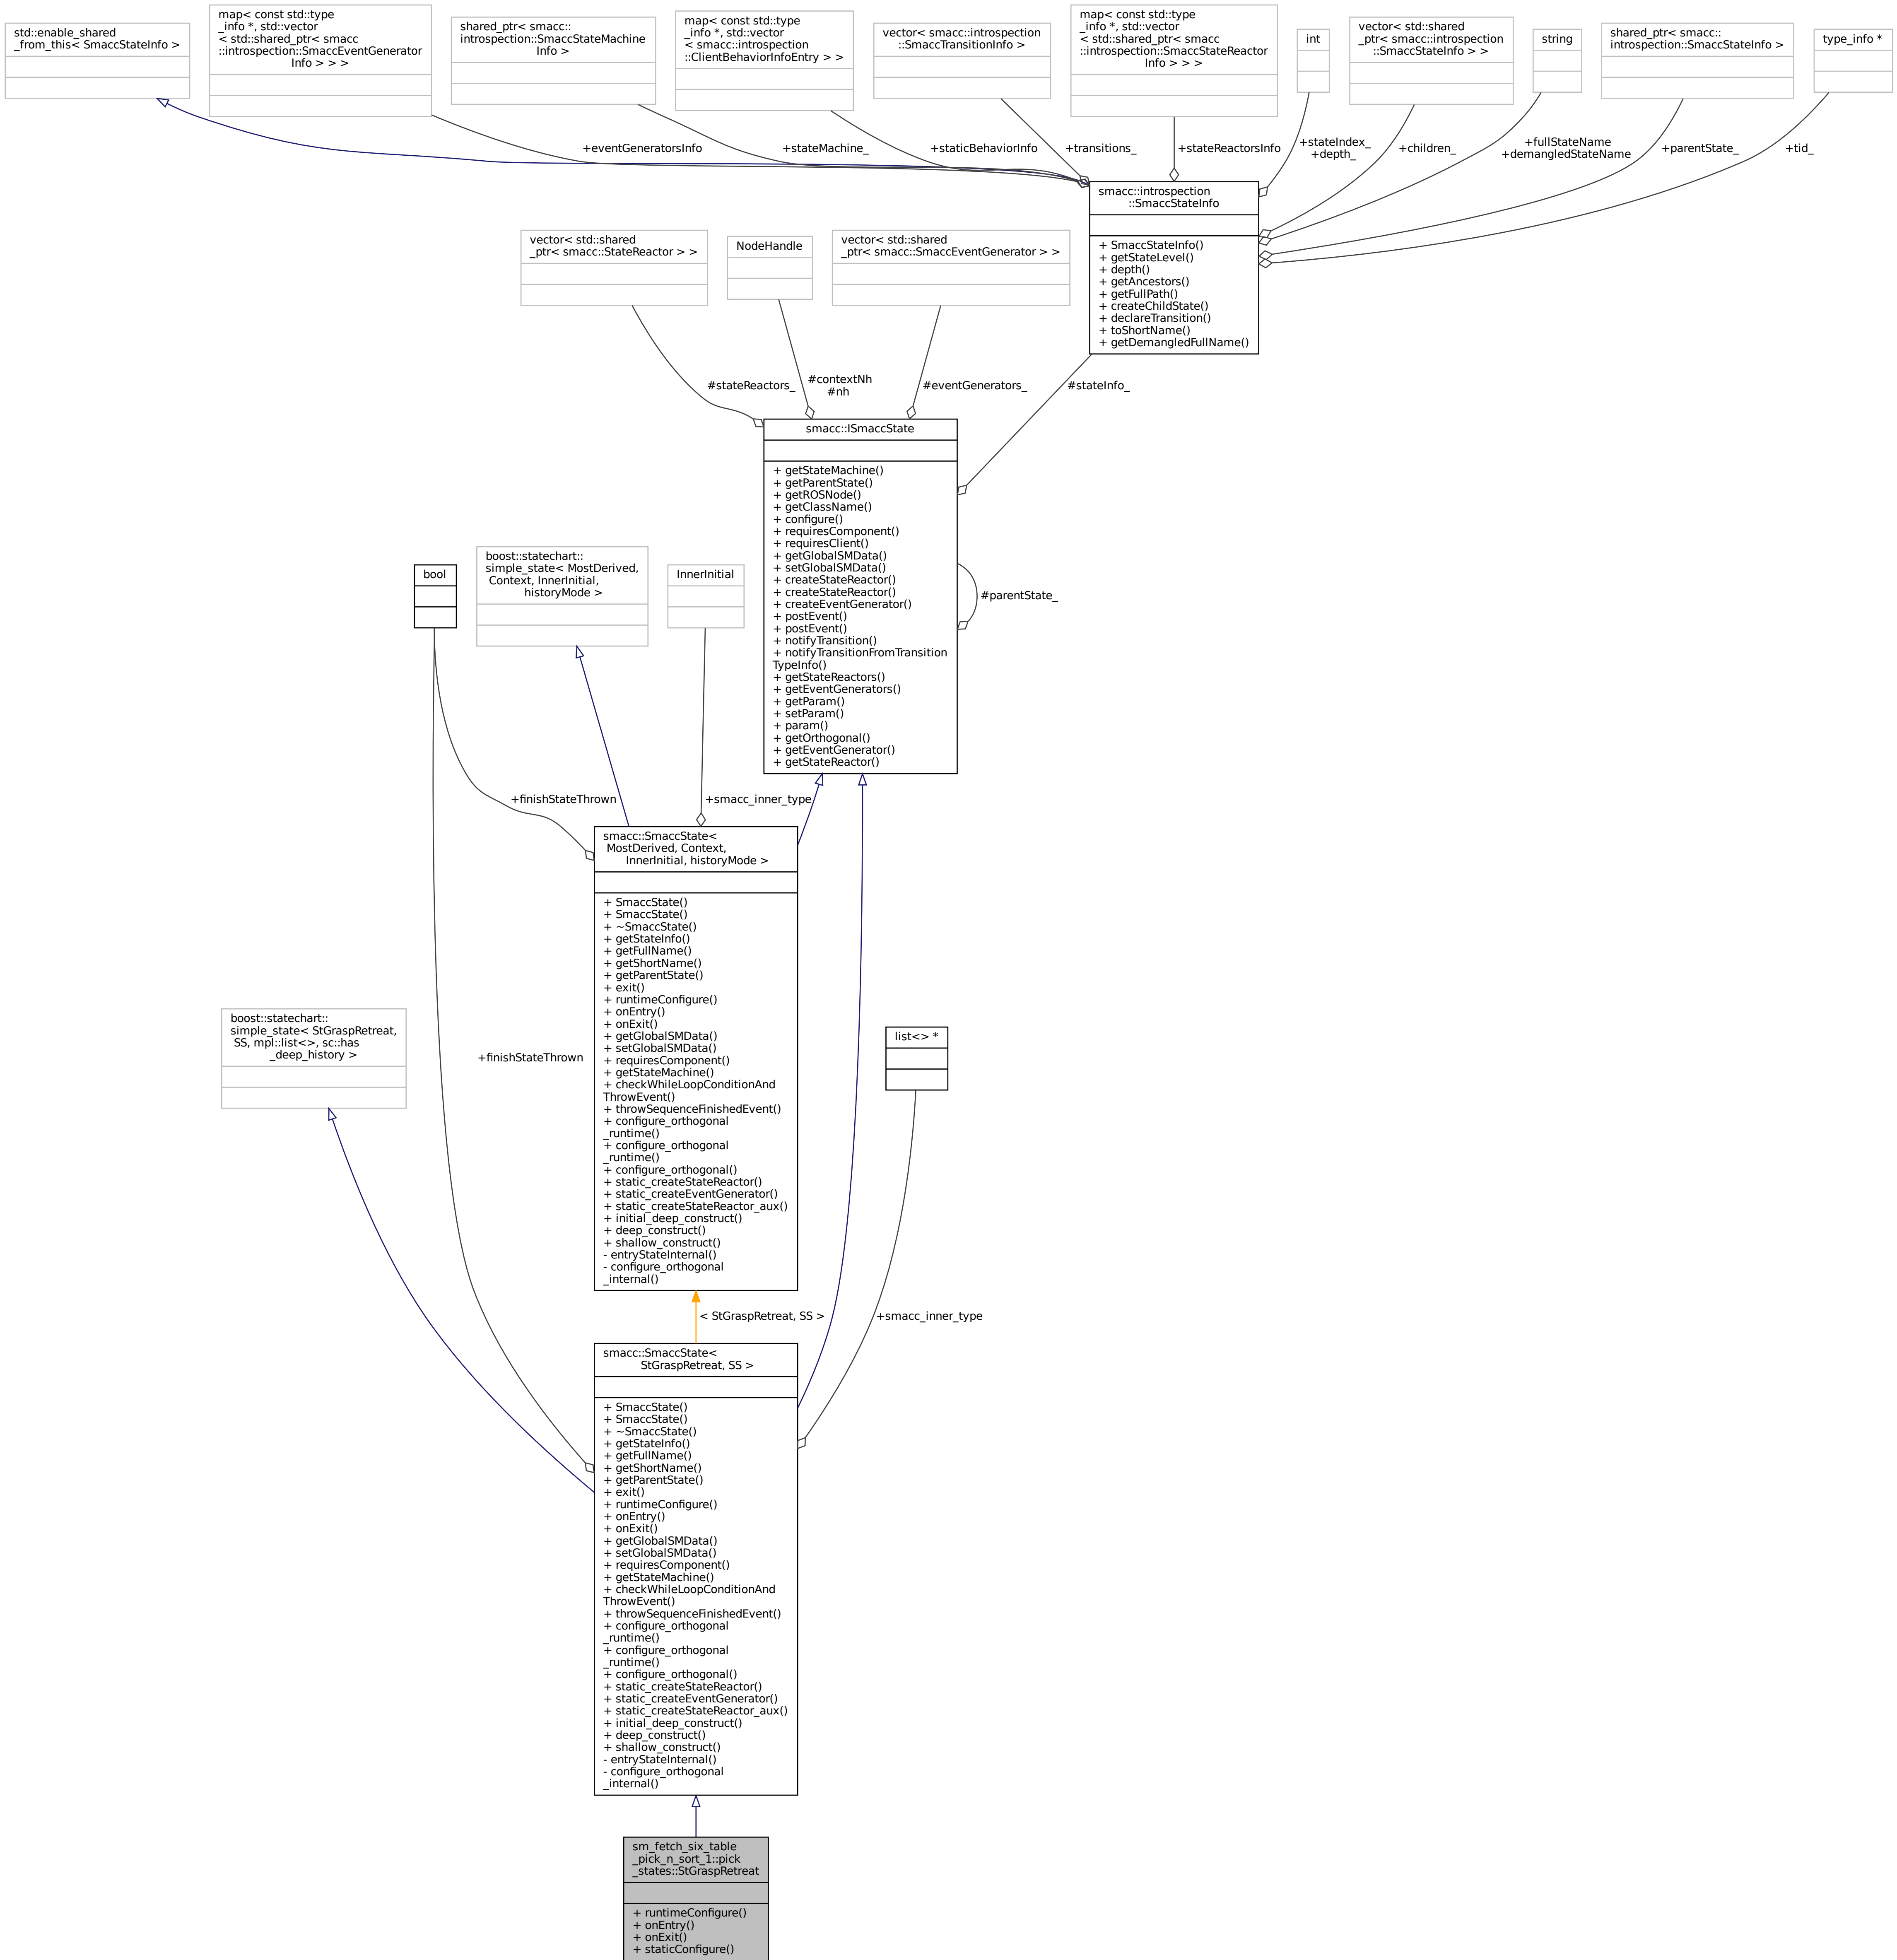 std::enable_shared
_from_this< SmaccStateInfo >
map< const std::type
_info *, std::vector
< std::shared_ptr< smacc
::introspection::SmaccEventGenerator
Info > > >
shared_ptr< smacc::
introspection::SmaccStateMachine
Info >
map< const std::type
_info *, std::vector
< smacc::introspection
::ClientBehaviorInfoEntry > >
vector< smacc::introspection
::SmaccTransitionInfo >
map< const std::type
_info *, std::vector
< std::shared_ptr< smacc
::introspection::SmaccStateReactor
Info > > >
int
vector< std::shared
_ptr< smacc::introspection
::SmaccStateInfo > >
string
shared_ptr< smacc::
introspection::SmaccStateInfo >
type_info *
+eventGeneratorsInfo
+stateMachine_
+staticBehaviorInfo
+transitions_
+stateReactorsInfo
+stateIndex_
+depth_
+children_
+fullStateName
+demangledStateName
+parentState_
+tid_
smacc::introspection
::SmaccStateInfo
+ SmaccStateInfo()
+ getStateLevel()
+ depth()
+ getAncestors()
+ getFullPath()
+ createChildState()
+ declareTransition()
+ toShortName()
+ getDemangledFullName()
vector< std::shared
_ptr< smacc::StateReactor > >
NodeHandle
vector< std::shared
_ptr< smacc::SmaccEventGenerator > >
#stateReactors_
#contextNh
#nh
#eventGenerators_
#stateInfo_
smacc::ISmaccState
+ getStateMachine()
+ getParentState()
+ getROSNode()
+ getClassName()
+ configure()
+ requiresComponent()
+ requiresClient()
+ getGlobalSMData()
+ setGlobalSMData()
+ createStateReactor()
+ createStateReactor()
+ createEventGenerator()
+ postEvent()
+ postEvent()
+ notifyTransition()
+ notifyTransitionFromTransition
TypeInfo()
+ getStateReactors()
+ getEventGenerators()
+ getParam()
+ setParam()
+ param()
+ getOrthogonal()
+ getEventGenerator()
+ getStateReactor()
#parentState_
bool
boost::statechart::
simple_state< MostDerived,
Context, InnerInitial,
historyMode >
InnerInitial
+finishStateThrown
+smacc_inner_type
smacc::SmaccState<
MostDerived, Context,
InnerInitial, historyMode >
+ SmaccState()
+ SmaccState()
+ ~SmaccState()
+ getStateInfo()
+ getFullName()
+ getShortName()
+ getParentState()
+ exit()
+ runtimeConfigure()
+ onEntry()
+ onExit()
+ getGlobalSMData()
+ setGlobalSMData()
+ requiresComponent()
+ getStateMachine()
+ checkWhileLoopConditionAnd
ThrowEvent()
+ throwSequenceFinishedEvent()
+ configure_orthogonal
_runtime()
+ configure_orthogonal
_runtime()
+ configure_orthogonal()
+ static_createStateReactor()
+ static_createEventGenerator()
+ static_createStateReactor_aux()
+ initial_deep_construct()
+ deep_construct()
+ shallow_construct()
- entryStateInternal()
- configure_orthogonal
_internal()
boost::statechart::
simple_state< StGraspRetreat,
SS, mpl::list<>, sc::has
_deep_history >
+finishStateThrown
list<> *
< StGraspRetreat, SS >
+smacc_inner_type
smacc::SmaccState<
StGraspRetreat, SS >
+ SmaccState()
+ SmaccState()
+ ~SmaccState()
+ getStateInfo()
+ getFullName()
+ getShortName()
+ getParentState()
+ exit()
+ runtimeConfigure()
+ onEntry()
+ onExit()
+ getGlobalSMData()
+ setGlobalSMData()
+ requiresComponent()
+ getStateMachine()
+ checkWhileLoopConditionAnd
ThrowEvent()
+ throwSequenceFinishedEvent()
+ configure_orthogonal
_runtime()
+ configure_orthogonal
_runtime()
+ configure_orthogonal()
+ static_createStateReactor()
+ static_createEventGenerator()
+ static_createStateReactor_aux()
+ initial_deep_construct()
+ deep_construct()
+ shallow_construct()
- entryStateInternal()
- configure_orthogonal
_internal()
sm_fetch_six_table
_pick_n_sort_1::pick
_states::StGraspRetreat
+ runtimeConfigure()
+ onEntry()
+ onExit()
+ staticConfigure()